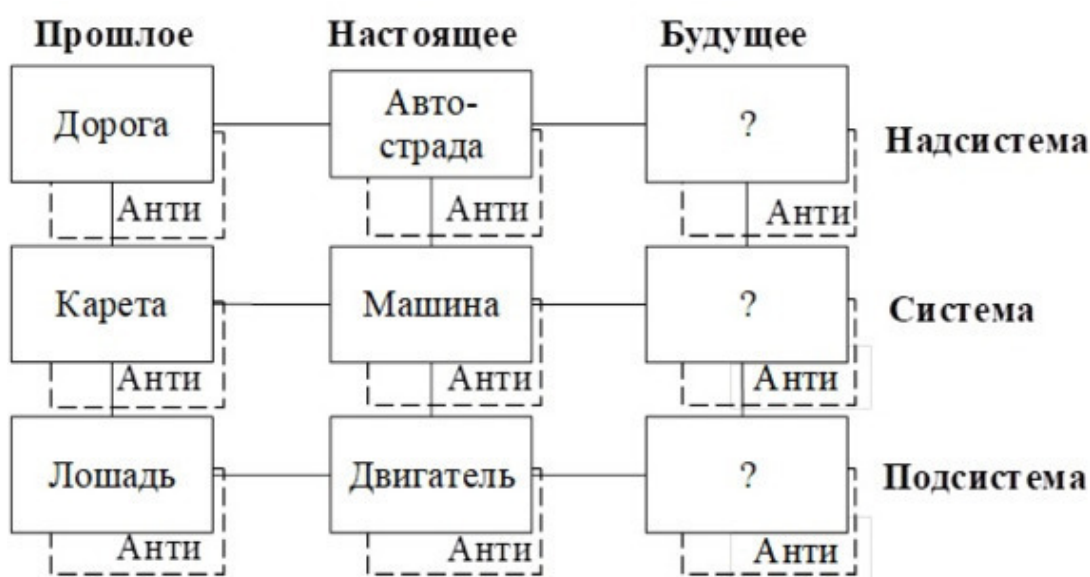 Прошлое Настоящее Будущее
Дорога
Авто-
страда
?
Надсистема
Анти Анти Анти
Карета Машина ? Система
Анти Анти Анти
Лошадь Двигатель ? Подсистема
Анти Анти Анти